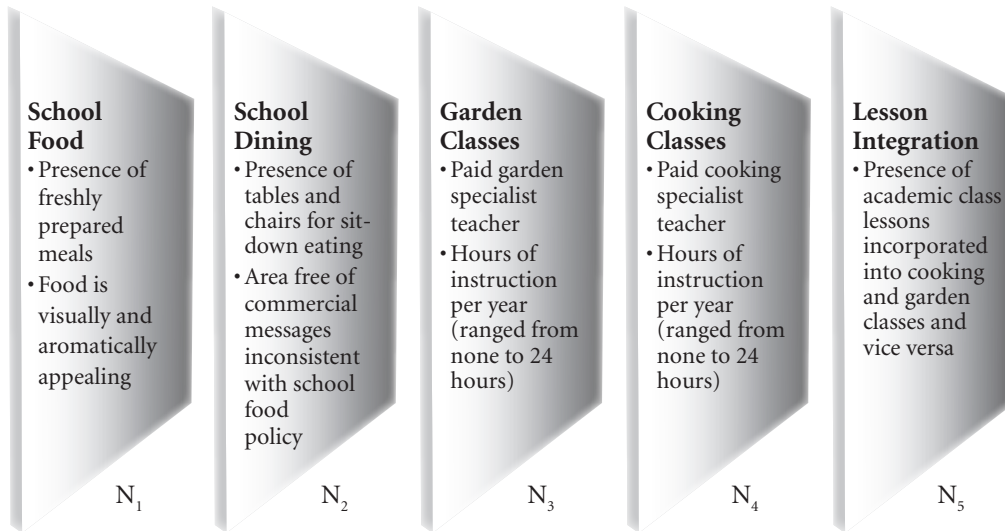 School
Food
• Presence of
freshly
prepared
meals
• Food is
visually and
aromatically
appealing
N₁
School
Dining
• Presence of
tables and
chairs for sit-
down eating
• Area free of
commercial
messages
inconsistent
with school
food
policy
N₂
Garden
Classes
• Paid garden
specialist
teacher
• Hours of
instruction
per year
(ranged from
none to 24
hours)
N₃
Cooking
Classes
• Paid cooking
specialist
teacher
• Hours of
instruction
per year
(ranged from
none to 24
hours)
N₄
Lesson
Integration
• Presence of
academic class
lessons
incorporated
into cooking
and garden
classes and
vice versa
N₅